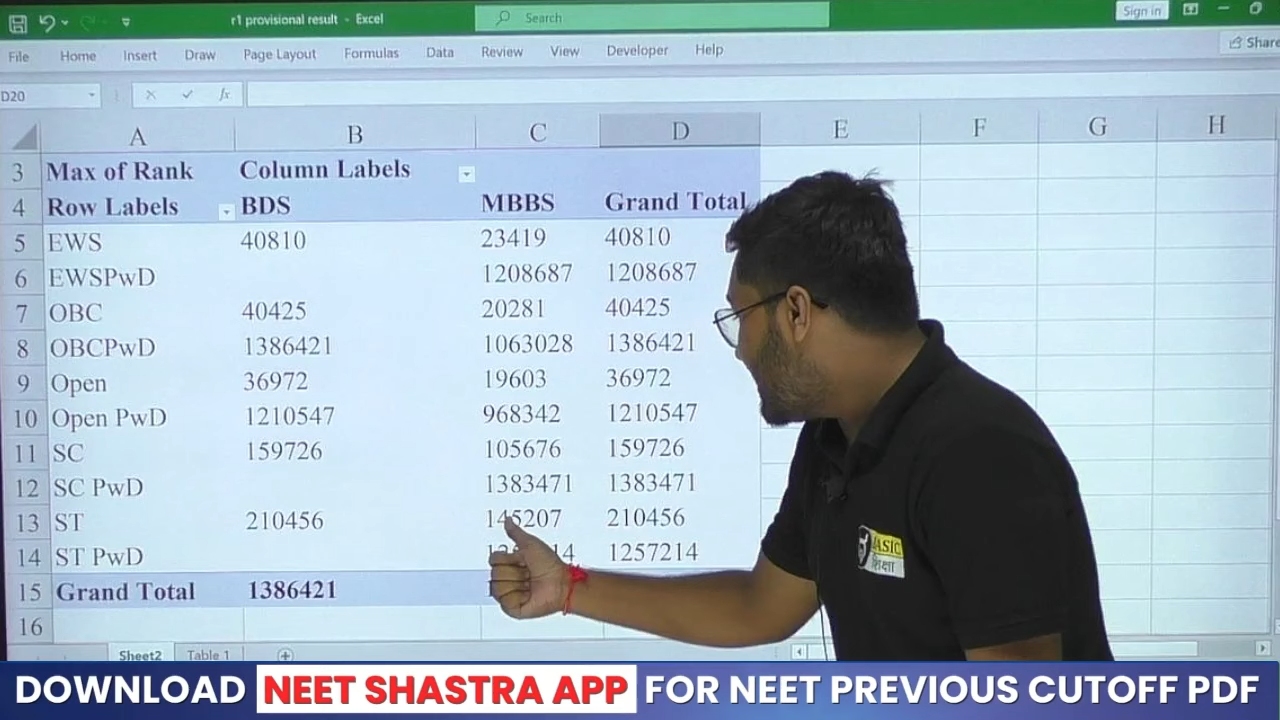 r1 provisional result - Excel
Search
Sign in
File Home Insert Draw Page Layout Formulas Data Review View Developer Help
Share
D20 fx
A B C D E F G H
3 Max of Rank Column Labels
4 Row Labels BDS MBBS Grand Total
5 EWS 40810 23419 40810
6 EWSPwD 1208687 1208687
7 OBC 40425 20281 40425
8 OBCPwD 1386421 1063028 1386421
9 Open 36972 19603 36972
10 Open PwD 1210547 968342 1210547
11 SC 159726 105676 159726
12 SC PwD 1383471 1383471
13 ST 210456 145207 210456
14 ST PwD 1257214
15 Grand Total 1386421
16
Sheet2 Table 1
शिक्षा
DOWNLOAD NEET SHASTRA APP FOR NEET PREVIOUS CUTOFF PDF